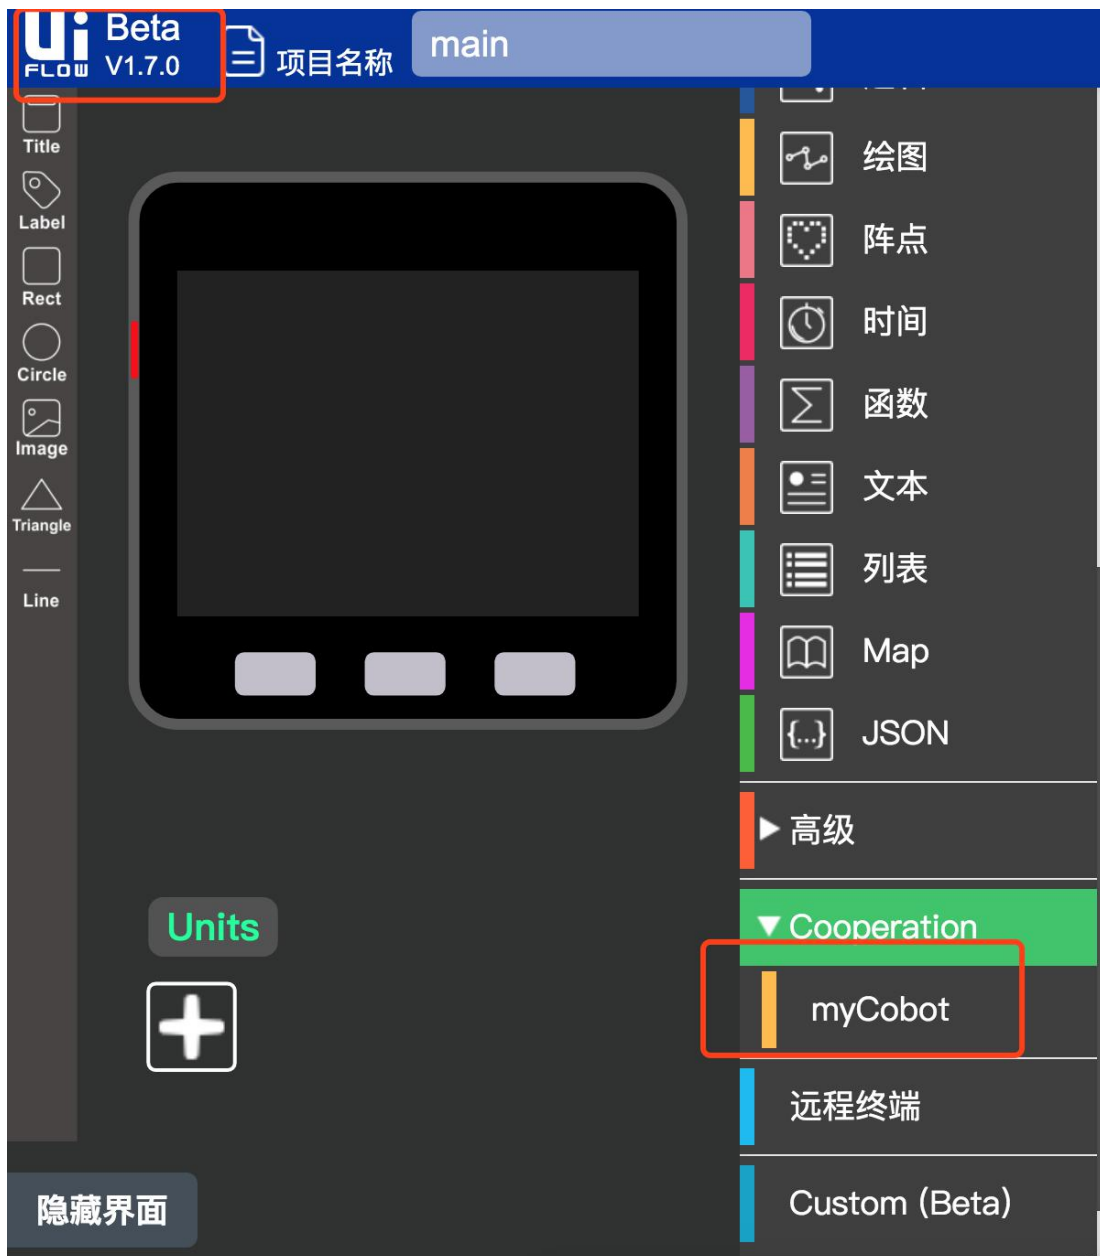 Ui
FLOW
Beta
V1.7.0
项目名称
main
Title
Label
Rect
Circle
Image
Triangle
Line
Units
隐藏界面
绘图
阵点
时间
函数
文本
列表
Map
{...} JSON
高级
Cooperation
myCobot
远程终端
Custom (Beta)